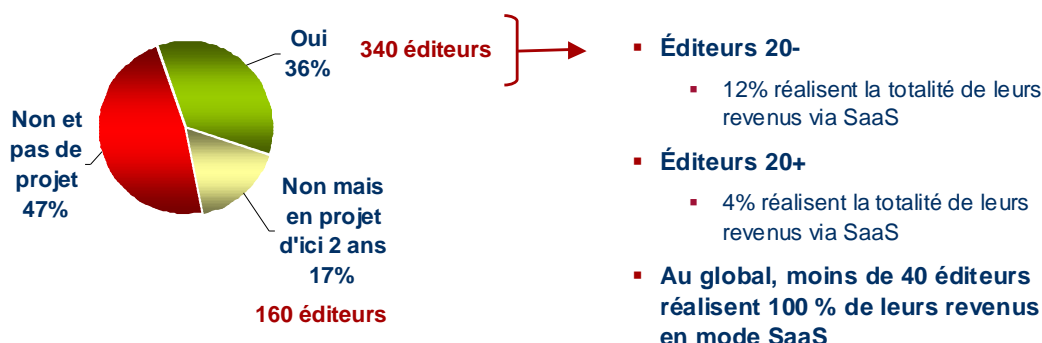 Oui
36%
340 éditeurs
Non et
pas de
projet
47%
Non mais
en projet
d'ici 2 ans
17%
160 éditeurs
▪ Éditeurs 20-
▪ 12% réalisent la totalité de leurs
revenus via SaaS
▪ Éditeurs 20+
▪ 4% réalisent la totalité de leurs
revenus via SaaS
▪ Au global, moins de 40 éditeurs
réalisent 100 % de leurs revenus
en mode SaaS